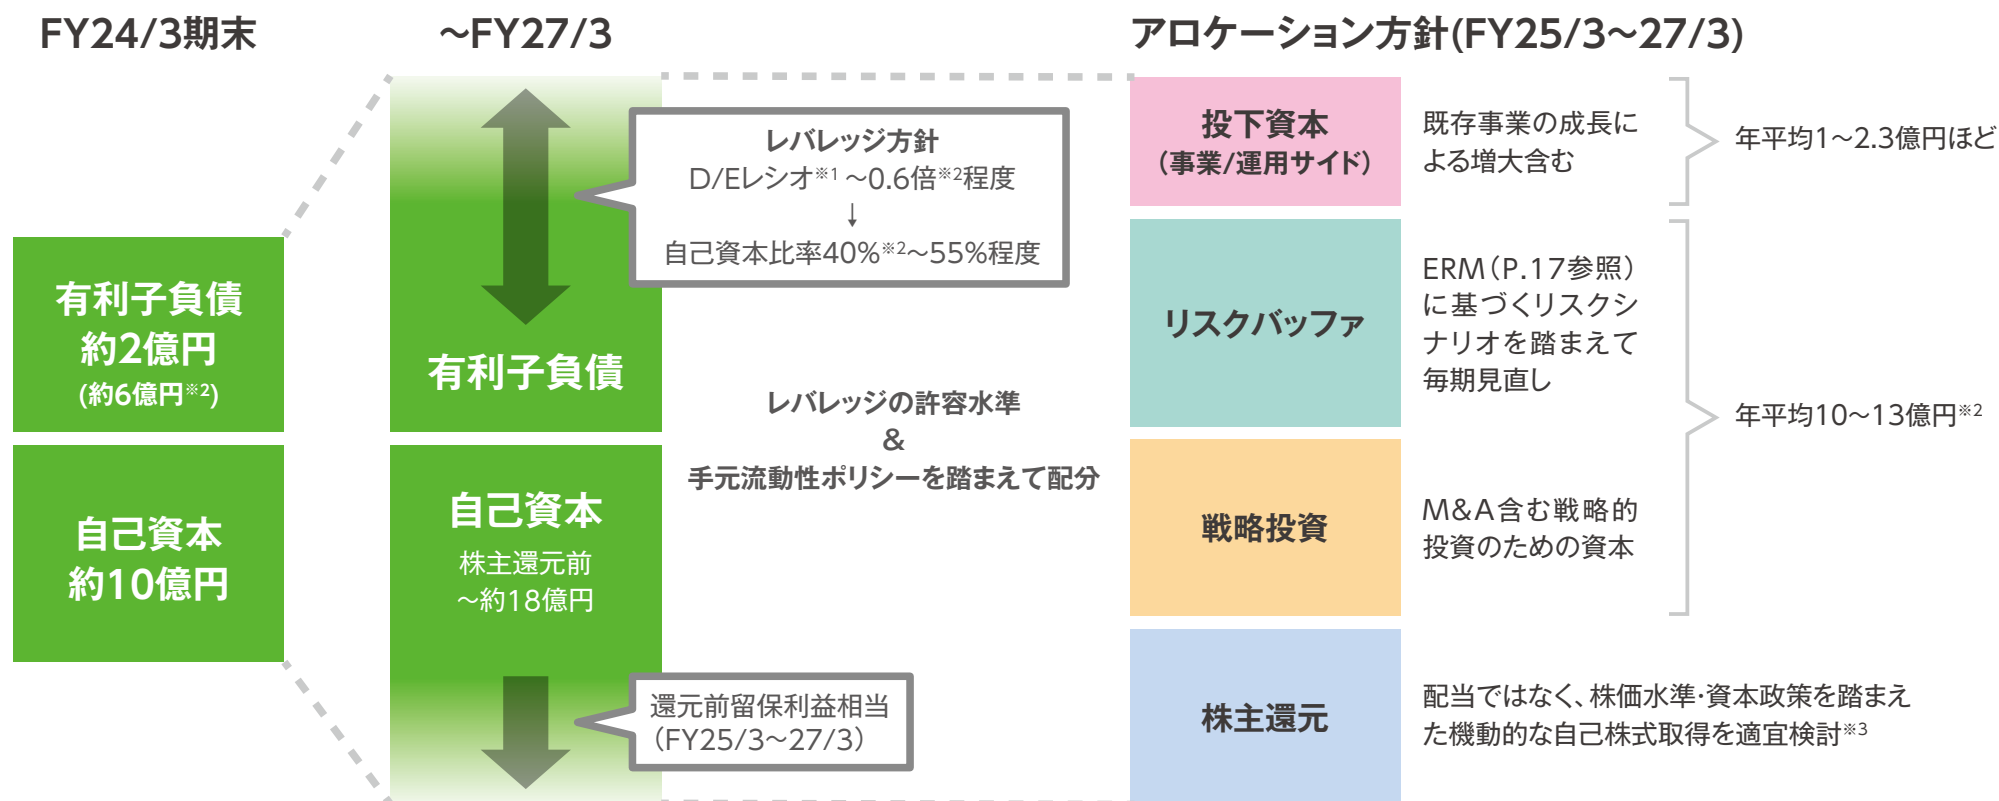 FY24/3期末
～FY27/3
アロケーション方針(FY25/3～27/3)
有利子負債
約2億円
(約6億円※2)
自己資本
約10億円
有利子負債
自己資本
株主還元前
～約18億円
レバレッジ方針
D/Eレシオ※1～0.6倍※2程度
↓
自己資本比率40%※2～55%程度
還元前留保利益相当
（FY25/3～27/3）
レバレッジの許容水準
&
手元流動性ポリシーを踏まえて配分
投下資本
（事業/運用サイド）
既存事業の成長に
よる増大含む
年平均1～2.3億円ほど
リスクバッファ
ERM（P.17参照）
に基づくリスクシ
ナリオを踏まえて
毎期見直し
戦略投資
M&A含む戦略的
投資のための資本
年平均10～13億円※2
株主還元
配当ではなく、株価水準・資本政策を踏まえ
た機動的な自己株式取得を適宜検討※3